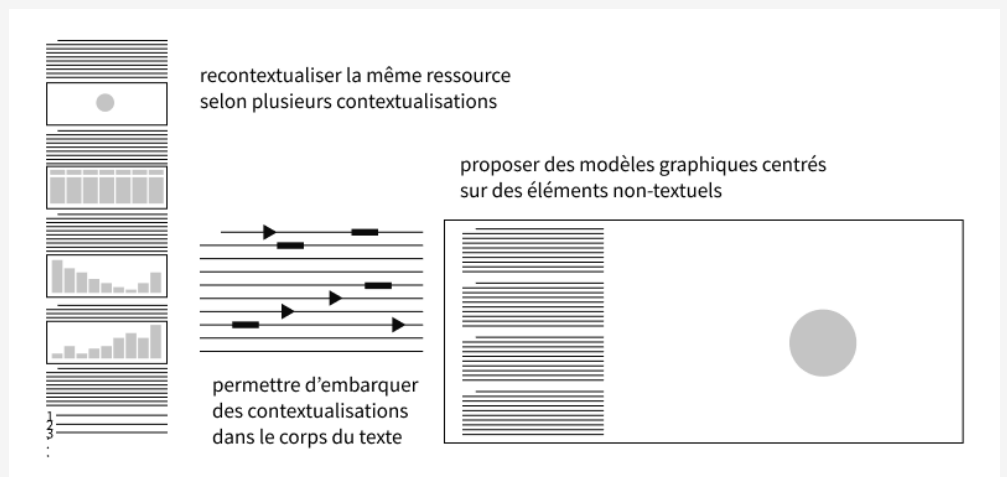 recontextualiser la même ressource
selon plusieurs contextualisations
proposer des modèles graphiques centrés
sur des éléments non-textuels
permettre d’embarquer
des contextualisations
dans le corps du texte
1
2
3
: